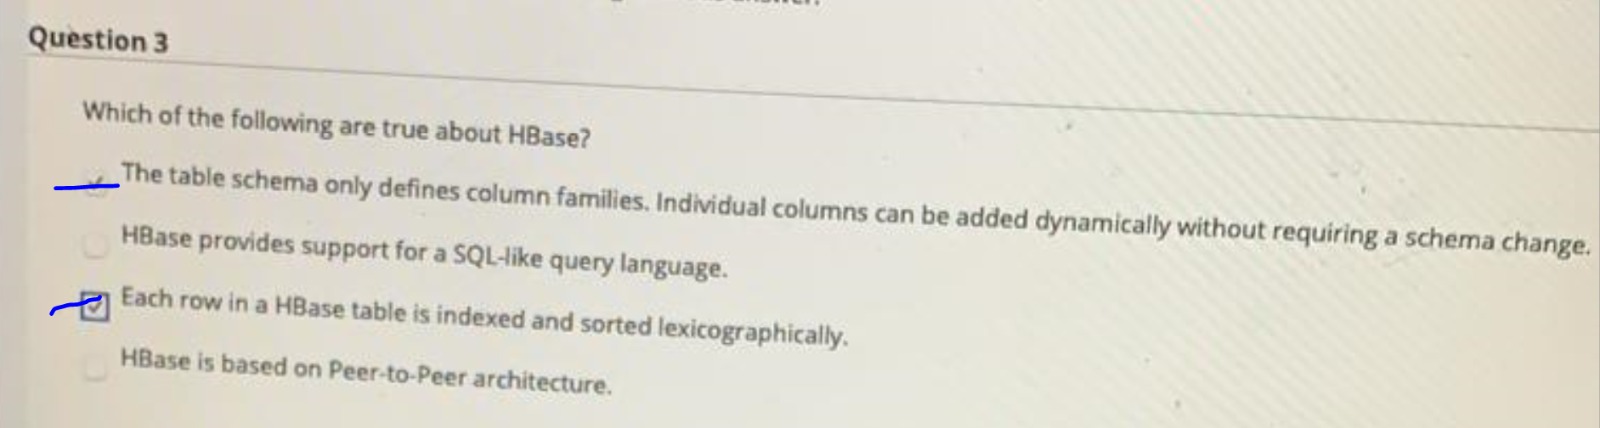 Question 3
Which of the following are true about HBase?
The table schema only defines column families. Individual columns can be added dynamically without requiring a schema change.
HBase provides support for a SQL-like query language.
Each row in a HBase table is indexed and sorted lexicographically.
HBase is based on Peer-to-Peer architecture.